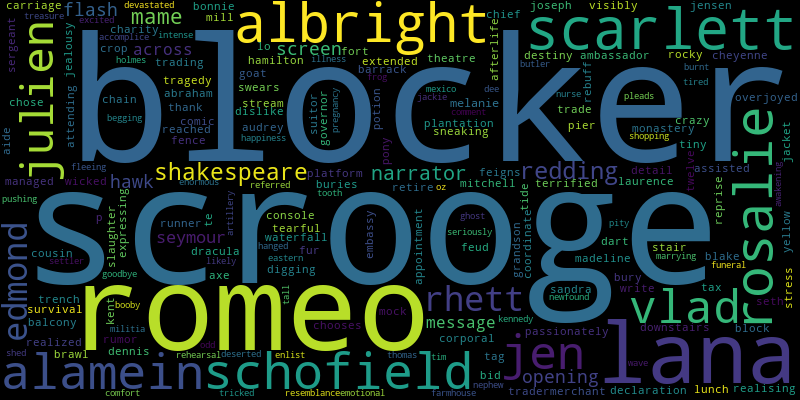 carriage flash bonnie mame mill albright chief joseph visibly jensen
treasure excited devastated accomplice intense afterlife scarlett
sergeant julien crop across lo screen fort theatre destiny ambassador rocky cheyenne
holmes trading hamilton extended rebuff burnt
jealousy tragedy goat barrack tired
attending chose chain abraham swears mexico dee butler overjoyed
blocker
begging thank stream jackie melanie nurse pleads
comic dislike suitor governor pregnancy potion illness frog comment plantation trade monastery
aide reached audrey sneaking pier shopping crazy jacket
fence charity happiness pony tiny
fleeing shakespeare narrator redding detail assisted twelve rosalie
managed wicked hawk enormous referred platform feigns mitchell terrified laurence awakening
pushing buries retire oz
tooth
scrooge
cousin p runner te artillery console tearful embassy ghost tide reprise yellow
slaughter expressing seymour waterfall seriously coordinate grandson pity dart stair
edmond dracula hanged fur feud madeline marrying blake
settler likely eastern digging appointment bury funeral
goodbye axe sandra tax stress
trench kent booby romeo tall mock rhett newfound vlad write seth
survival militia chooses message kennedy
balcony rumor corporal passionately downstairs block
realized odd jen lana
shed brawl dennis rehearsal deserted enlist thomas tim tag wave
alamein schofield opening
bid
nephew tradermerchant declaration lunch realising
comfort tricked resemblanceemotional farmhouse